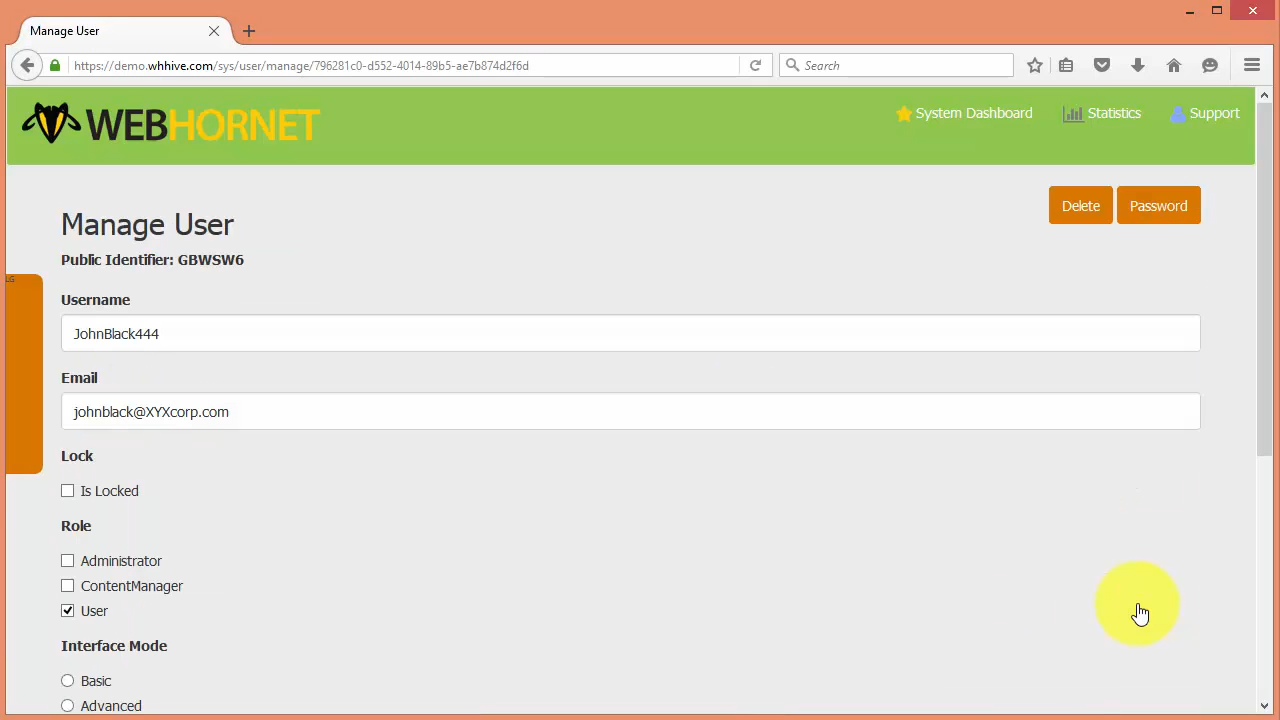 Manage User
https://demo.whhive.com/sys/user/manage/796281c0-d552-4014-89b5-ae7b874d2f6d
Search
WEBHORNET
System Dashboard
Statistics
Support
Delete
Password
Manage User
Public Identifier: GBWSW6
Username
JohnBlack444
Email
johnblack@XYXcorp.com
Lock
Is Locked
Role
Administrator
ContentManager
User
Interface Mode
Basic
Advanced